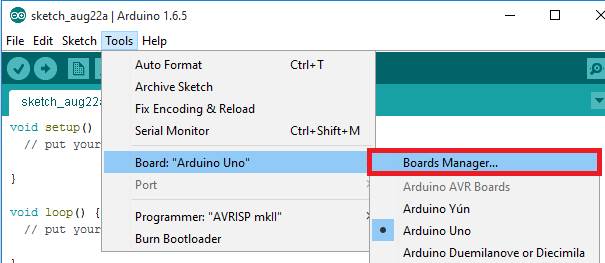 sketch_aug22a | Arduino 1.6.5
File Edit Sketch Tools Help
sketch_aug22a
Auto Format Ctrl+T
Archive Sketch
Fix Encoding & Reload
Serial Monitor Ctrl+Shift+M
Board: "Arduino Uno"
Port
Programmer: "AVRISP mkII"
Burn Bootloader
Boards Manager...
Arduino AVR Boards
Arduino Yún
Arduino Uno
Arduino Duemilanove or Diecimila
void setup()
// put your
}
void loop() {
// put your